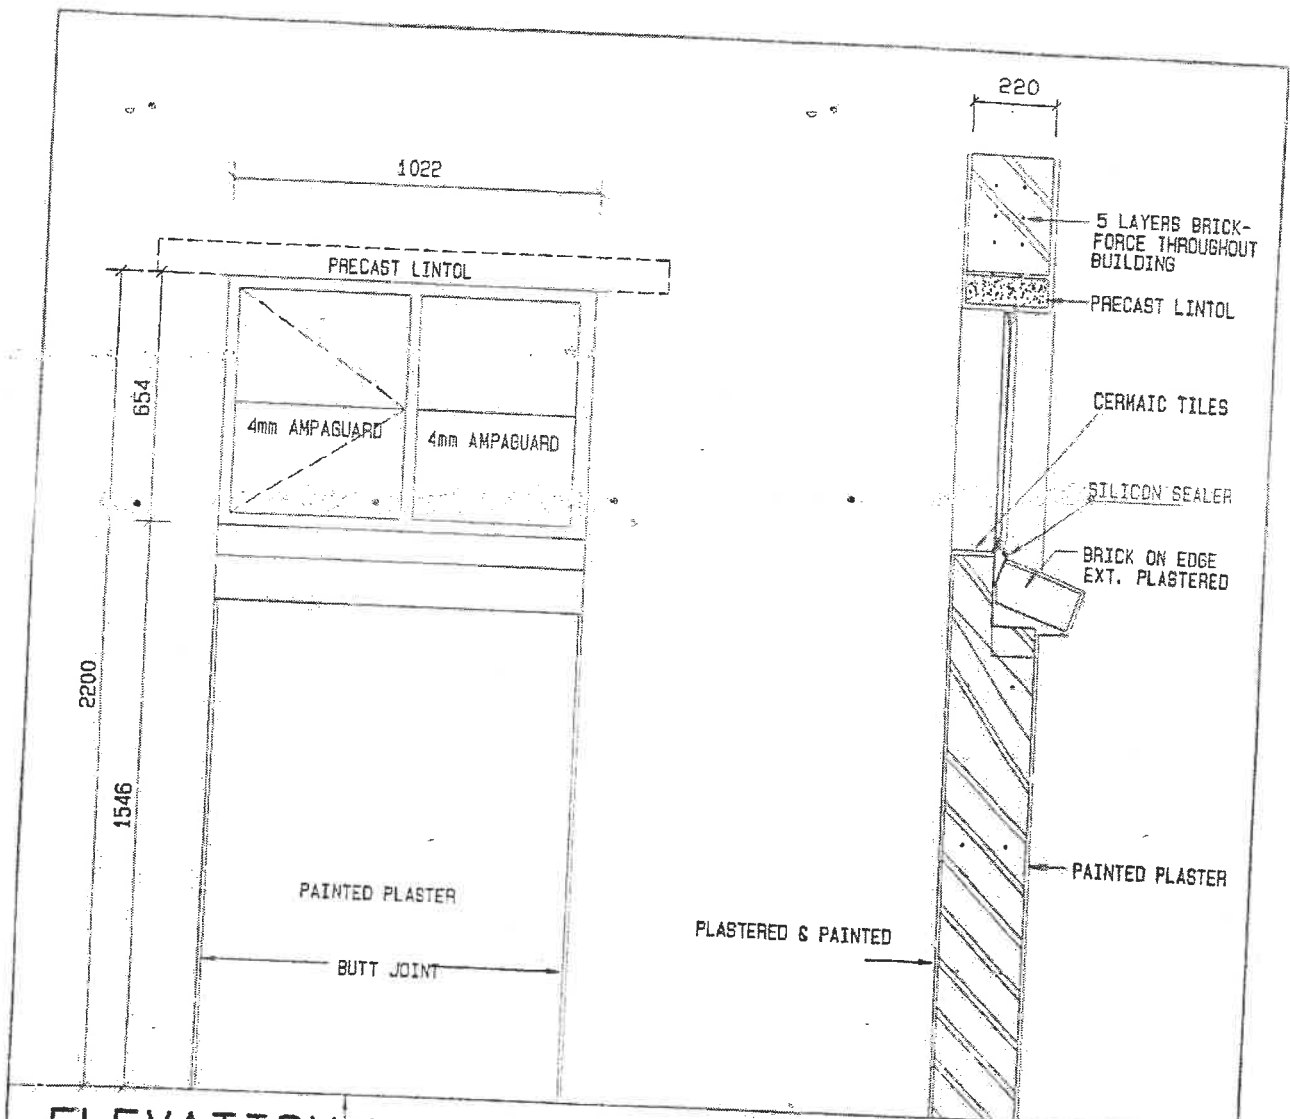 220
1022
5 LAYERS BRICK-
FORCE THROUGHOUT
BUILDING
PRECAST LINTOL
PRECAST LINTOL
654
CERMAIC TILES
4mm AMPAGUARD
4mm AMPAGUARD
SILICON SEALER
BRICK ON EDGE
EXT. PLASTERED
2200
1546
PAINTED PLASTER
PAINTED PLASTER
PLASTERED & PAINTED
BUTT JOINT
ELEVATION